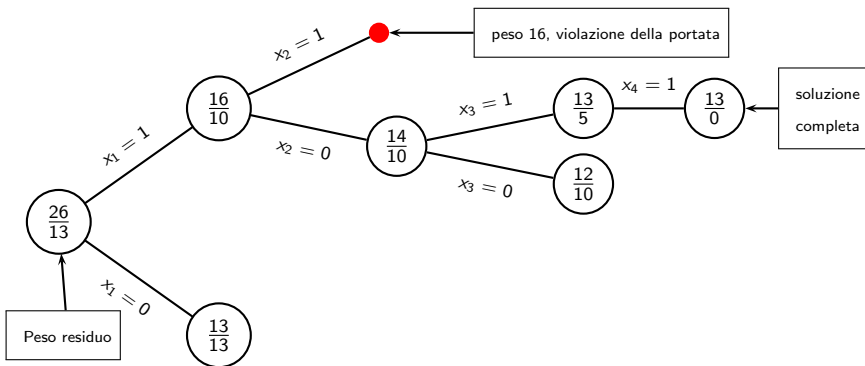 x2 = 1
peso 16, violazione della portata
16
10
x3 = 1
13
5
x4 = 1
13
0
soluzione
completa
x1 = 1
x2 = 0
14
10
x3 = 0
12
10
26
13
x1 = 0
Peso residuo
13
13